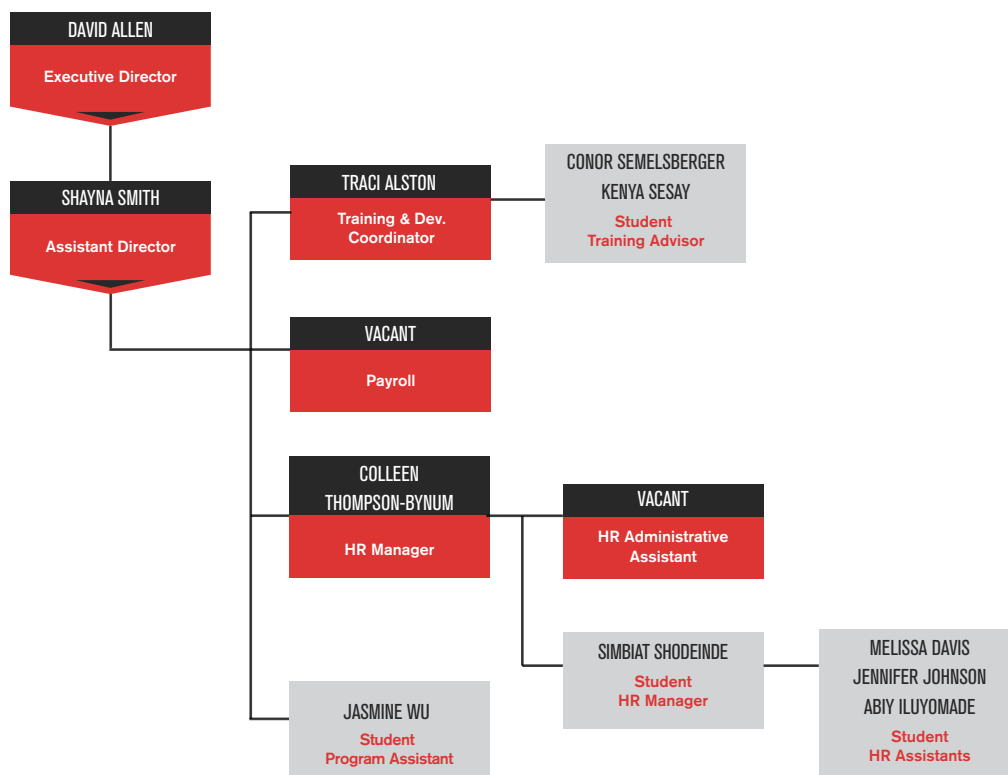 DAVID ALLEN
Executive Director
SHAYNA SMITH
Assistant Director
TRACI ALSTON
Training & Dev.
Coordinator
CONOR SEMELSBERGER
KENYA SESAY
Student
Training Advisor
VACANT
Payroll
COLLEEN
THOMPSON-BYNUM
HR Manager
VACANT
HR Administrative
Assistant
SIMBIAT SHODEINDE
Student
HR Manager
MELISSA DAVIS
JENNIFER JOHNSON
ABIY ILUYOMADE
Student
HR Assistants
JASMINE WU
Student
Program Assistant